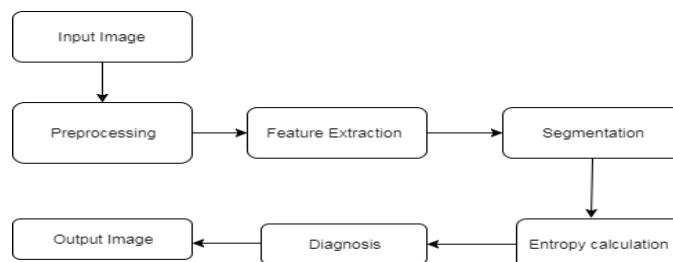 Input Image
Preprocessing
Feature Extraction
Segmentation
Entropy calculation
Diagnosis
Output Image